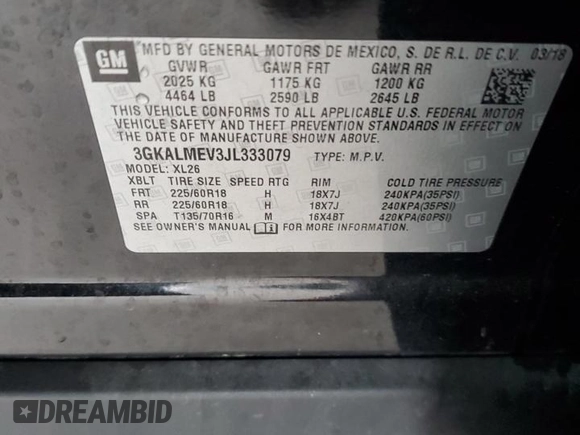 GM
MFD BY GENERAL MOTORS DE MEXICO, S. DE R.L. DE C.V. 03/18
GVWR GAWR FRT GAWR RR
2025 KG 1175 KG 1200 KG
4464 LB 2590 LB 2645 LB
THIS VEHICLE CONFORMS TO ALL APPLICABLE U.S. FEDERAL MOTOR
VEHICLE SAFETY AND THEFT PREVENTION STANDARDS IN EFFECT ON
THE DATE OF MANUFACTURE SHOWN ABOVE.
3GKALMEV3JL333079 TYPE: M.P.V.
MODEL: XL26
XLB TIRE SIZE SPEED RTG RIM COLD TIRE PRESSURE
FRT 225/60R18 H 18X7J 240KPA(35PSI)
RR 225/60R18 H 18X7J 240KPA(35PSI)
SPA T135/70R16 M 16X4BT 420KPA(60PSI)
SEE OWNER'S MANUAL FOR MORE INFORMATION.
DREAMBID